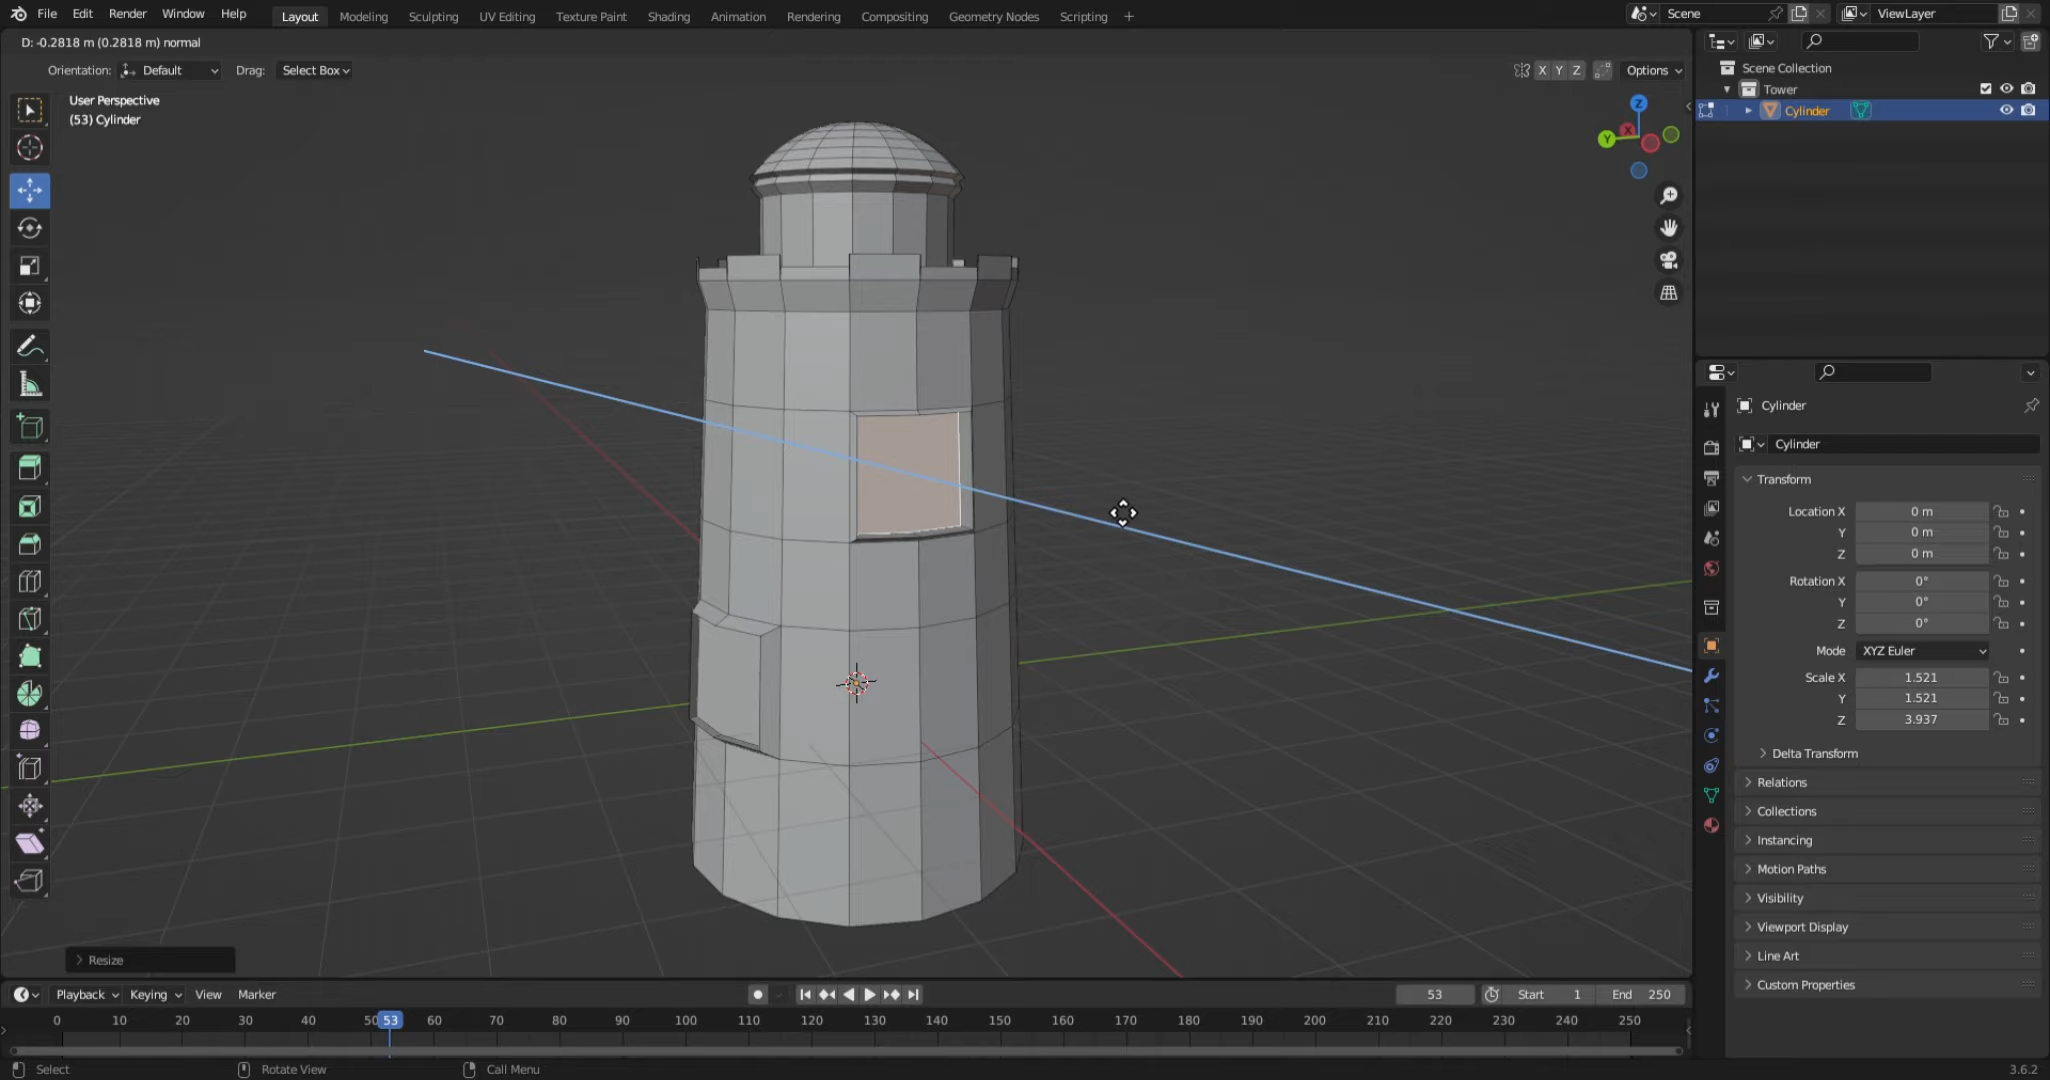 File Edit Render Window Help Layout Modeling Sculpting UV Editing Texture Paint Shading Animation Rendering Compositing Geometry Nodes Scripting + Scene ViewLayer
D: -0.2818 m (0.2818 m) normal
Orientation: Default Drag: Select Box X Y Z Options
User Perspective
(53) Cylinder
Z
X
Y
Scene Collection
Tower
Cylinder
Cylinder
Cylinder
Transform
Location X 0 m
Y 0 m
Z 0 m
Rotation X 0°
Y 0°
Z 0°
Mode XYZ Euler
Scale X 1.521
Y 1.521
Z 3.937
Delta Transform
Relations
Collections
Instancing
Motion Paths
Visibility
Viewport Display
Line Art
Custom Properties
Resize
Playback Keying View Marker 53 Start 1 End 250
0 10 20 30 40 50 53 60 70 80 90 100 110 120 130 140 150 160 170 180 190 200 210 220 230 240 250
Select Rotate View Call Menu 3.6.2